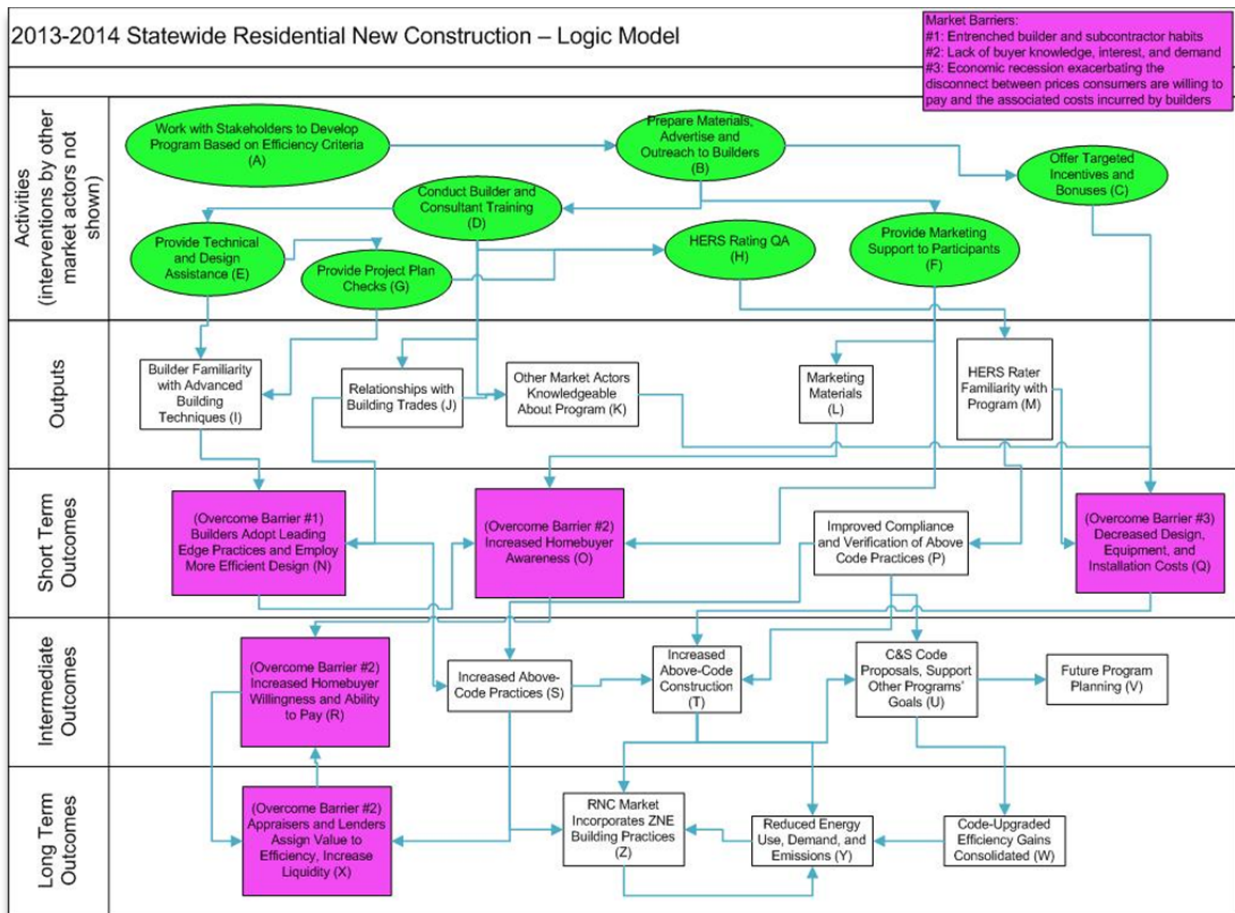 2013-2014 Statewide Residential New Construction – Logic Model
Market Barriers:
#1: Entrenched builder and subcontractor habits
#2: Lack of buyer knowledge, interest, and demand
#3: Economic recession exacerbating the
disconnect between prices consumers are willing to
pay and the associated costs incurred by builders
Activities
(interventions by other
market actors not
shown)
Work with Stakeholders to Develop
Program Based on Efficiency Criteria
(A)
Prepare Materials,
Advertise and
Outreach to Builders
(B)
Offer Targeted
Incentives and
Bonuses (C)
Conduct Builder and
Consultant Training
(D)
Provide Technical
and Design
Assistance (E)
Provide Project Plan
Checks (G)
HERS Rating QA
(H)
Provide Marketing
Support to Participants
(F)
Outputs
Builder Familiarity
with Advanced
Building
Techniques (I)
Relationships with
Building Trades (J)
Other Market Actors
Knowledgeable
About Program (K)
Marketing
Materials
(L)
HERS Rater
Familiarity with
Program (M)
Short Term
Outcomes
(Overcome Barrier #1)
Builders Adopt Leading
Edge Practices and Employ
More Efficient Design (N)
(Overcome Barrier #2)
Increased Homebuyer
Awareness (O)
Improved Compliance
and Verification of Above
Code Practices (P)
(Overcome Barrier #3)
Decreased Design,
Equipment, and
Installation Costs (Q)
Intermediate
Outcomes
(Overcome Barrier #2)
Increased Homebuyer
Willingness and Ability
to Pay (R)
Increased Above-
Code Practices (S)
Increased
Above-Code
Construction
(T)
C&S Code
Proposals, Support
Other Programs'
Goals (U)
Future Program
Planning (V)
Long Term
Outcomes
(Overcome Barrier #2)
Appraisers and Lenders
Assign Value to
Efficiency, Increase
Liquidity (X)
RNC Market
Incorporates ZNE
Building Practices
(Z)
Reduced Energy
Use, Demand, and
Emissions (Y)
Code-Upgraded
Efficiency Gains
Consolidated (W)